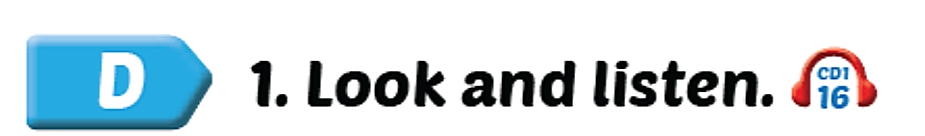 D 1. Look and listen. CD1 16